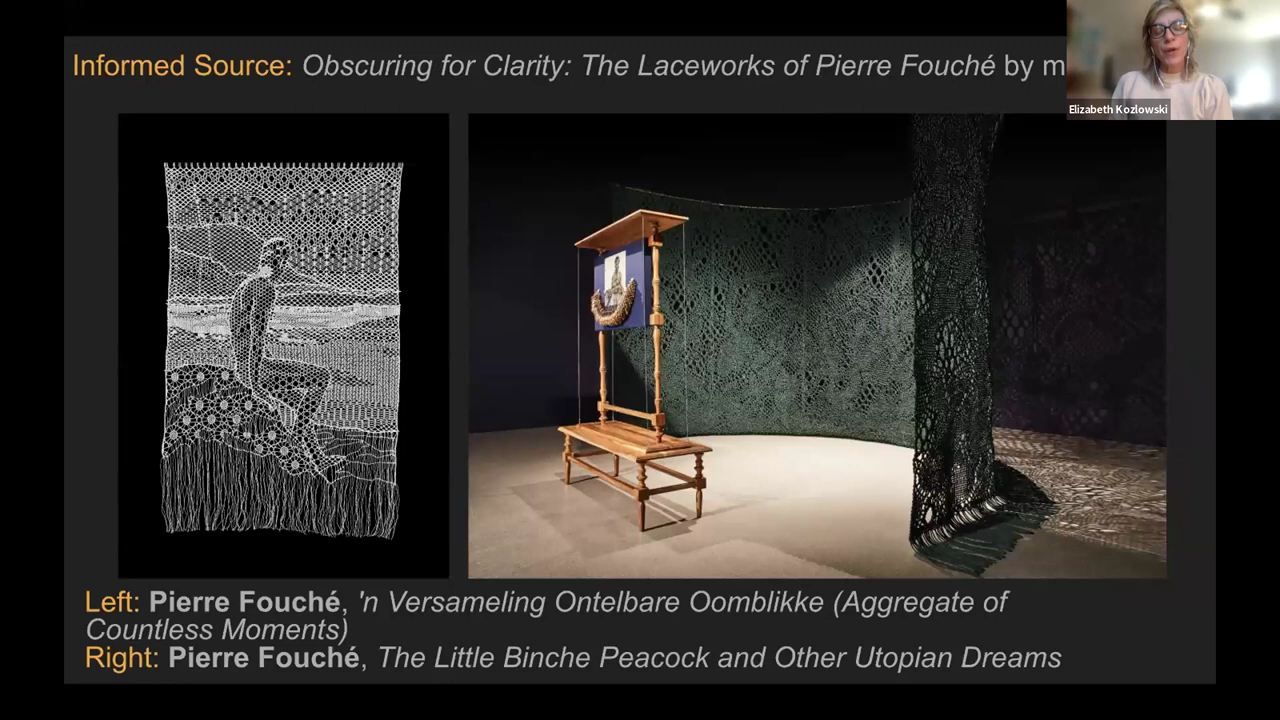 Informed Source: Obscuring for Clarity: The Laceworks of Pierre Fouché by m
Elizabeth Kozlowski
Left: Pierre Fouché, 'n Versameling Ontelbare Oomblikke (Aggregate of
Countless Moments)
Right: Pierre Fouché, The Little Binche Peacock and Other Utopian Dreams